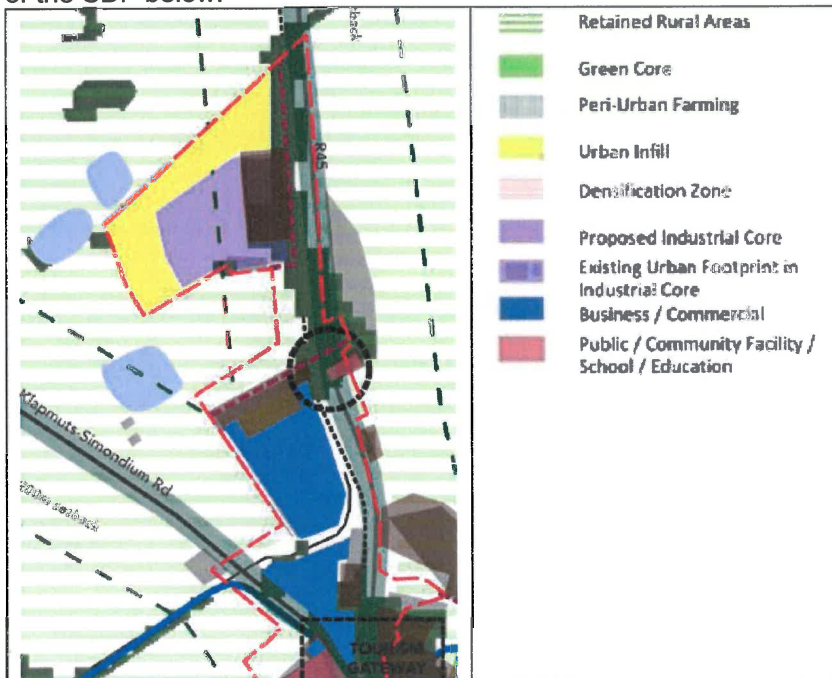 of the SDF below.
R45
Klapmuts-Simondium Rd
TOURISM
GATEWAY
Retained Rural Areas
Green Core
Peri-Urban Farming
Urban Infill
Densification Zone
Proposed Industrial Core
Existing Urban Footprint in
Industrial Core
Business / Commercial
Public / Community Facility /
School / Education